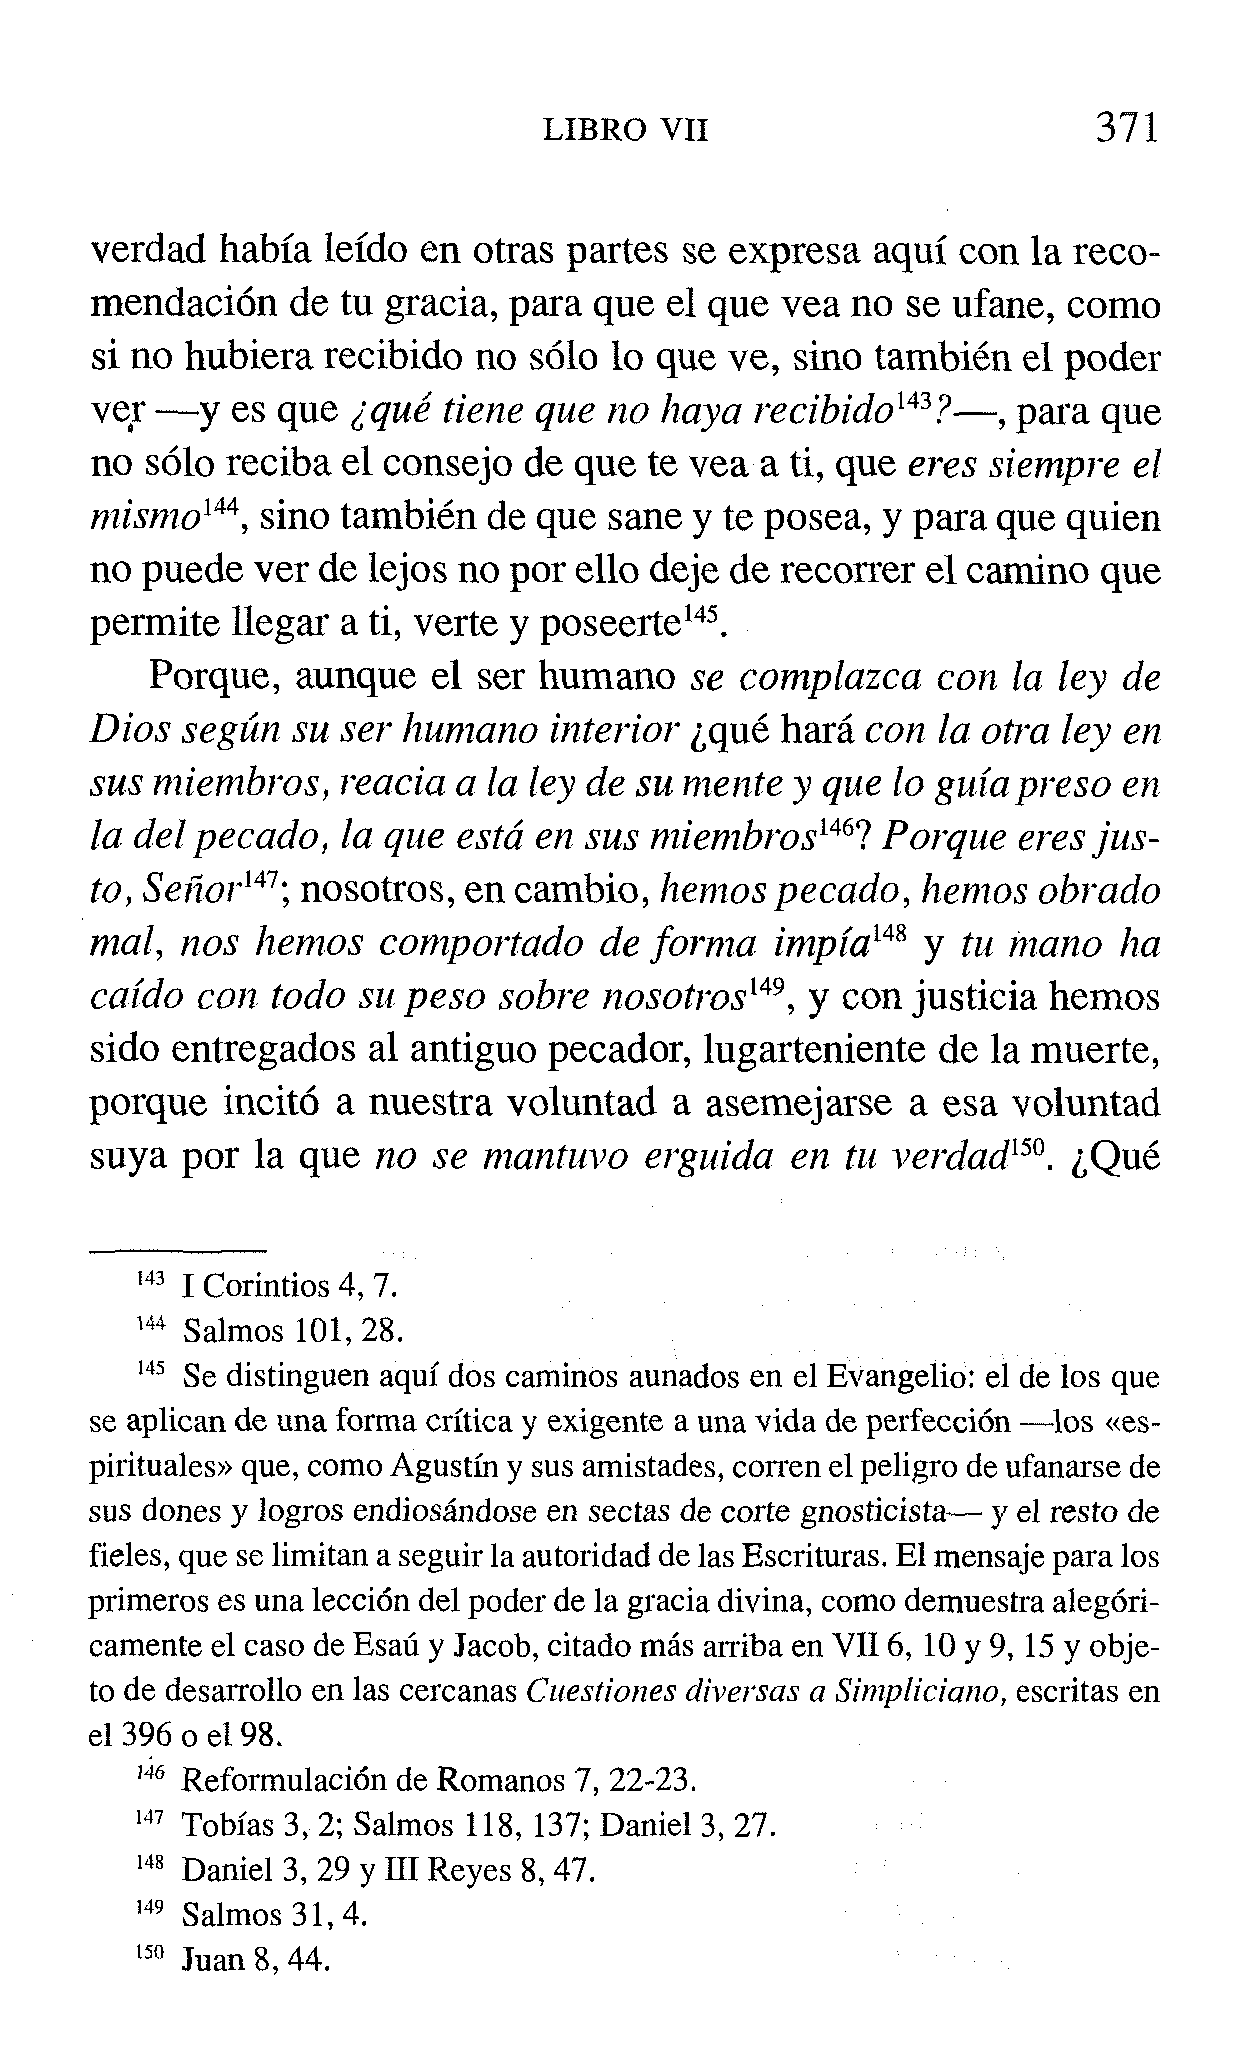 LIBRO VII 371
verdad había leído en otras partes se expresa aquí con la reco-
mendación de tu gracia, para que el que vea no se ufane, como
si no hubiera recibido no sólo lo que ve, sino también el poder
ver —y es que ¿qué tiene que no haya recibido¹⁴³?—, para que
no sólo reciba el consejo de que te vea a ti, que eres siempre el
mismo¹⁴⁴, sino también de que sane y te posea, y para que quien
no puede ver de lejos no por ello deje de recorrer el camino que
permite llegar a ti, verte y poseerte¹⁴⁵.
Porque, aunque el ser humano se complazca con la ley de
Dios según su ser humano interior ¿qué hará con la otra ley en
sus miembros, reacia a la ley de su mente y que lo guía preso en
la del pecado, la que está en sus miembros¹⁴⁶? Porque eres jus-
to, Señor¹⁴⁷; nosotros, en cambio, hemos pecado, hemos obrado
mal, nos hemos comportado de forma impía¹⁴⁸ y tu mano ha
caído con todo su peso sobre nosotros¹⁴⁹, y con justicia hemos
sido entregados al antiguo pecador, lugarteniente de la muerte,
porque incitó a nuestra voluntad a asemejarse a esa voluntad
suya por la que no se mantuvo erguida en tu verdad¹⁵⁰. ¿Qué
¹⁴³ I Corintios 4, 7.
¹⁴⁴ Salmos 101, 28.
¹⁴⁵ Se distinguen aquí dos caminos aunados en el Evangelio: el de los que
se aplican de una forma crítica y exigente a una vida de perfección —los «es-
pirituales» que, como Agustín y sus amistades, corren el peligro de ufanarse de
sus dones y logros endiosándose en sectas de corte gnosticista— y el resto de
fieles, que se limitan a seguir la autoridad de las Escrituras. El mensaje para los
primeros es una lección del poder de la gracia divina, como demuestra alegóri-
camente el caso de Esaú y Jacob, citado más arriba en VII 6, 10 y 9, 15 y obje-
to de desarrollo en las cercanas Cuestiones diversas a Simpliciano, escritas en
el 396 o el 98.
¹⁴⁶ Reformulación de Romanos 7, 22-23.
¹⁴⁷ Tobías 3, 2; Salmos 118, 137; Daniel 3, 27.
¹⁴⁸ Daniel 3, 29 y III Reyes 8, 47.
¹⁴⁹ Salmos 31, 4.
¹⁵⁰ Juan 8, 44.